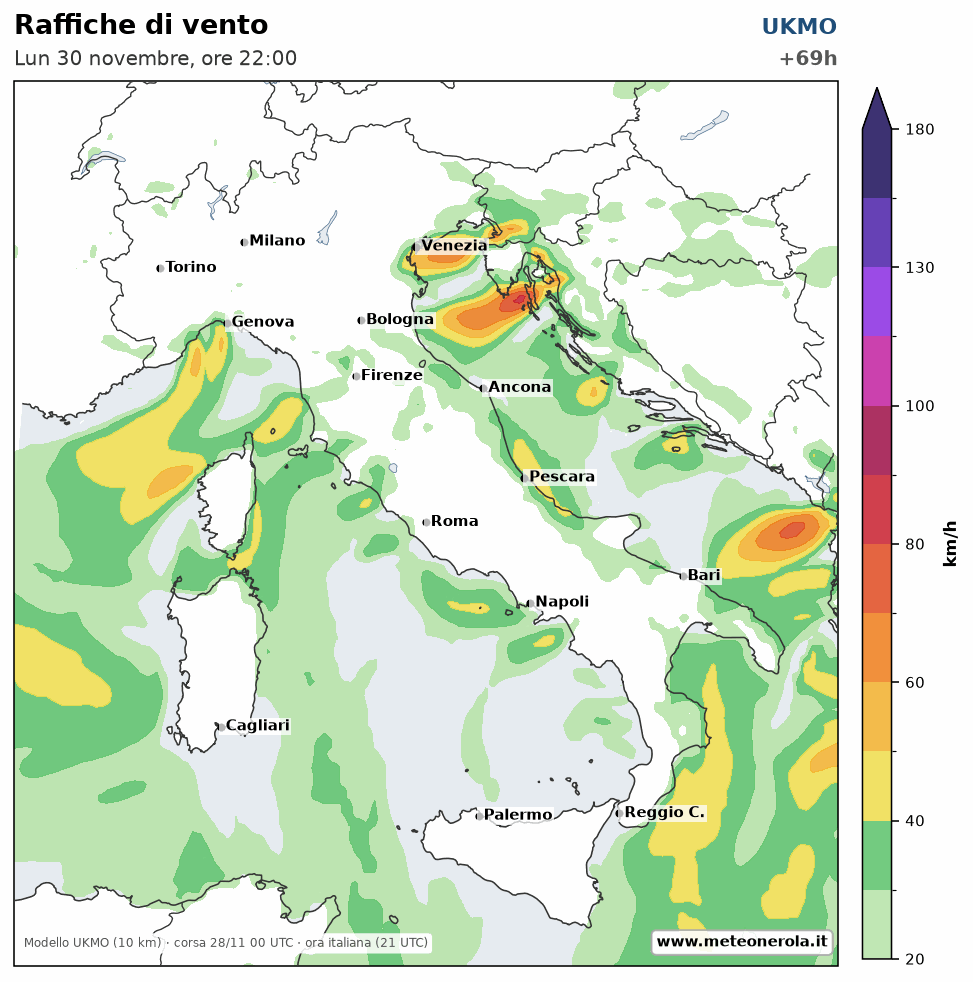 Raffiche di vento
UKMO
Lun 30 novembre, ore 22:00
+69h
180
130
100
80
60
40
20
km/h
Milano
Torino
Venezia
Genova
Bologna
Firenze
Ancona
Pescara
Roma
Bari
Napoli
Cagliari
Palermo
Reggio C.
Modello UKMO (10 km) · corsa 28/11 00 UTC · ora italiana (21 UTC)
www.meteonerola.it